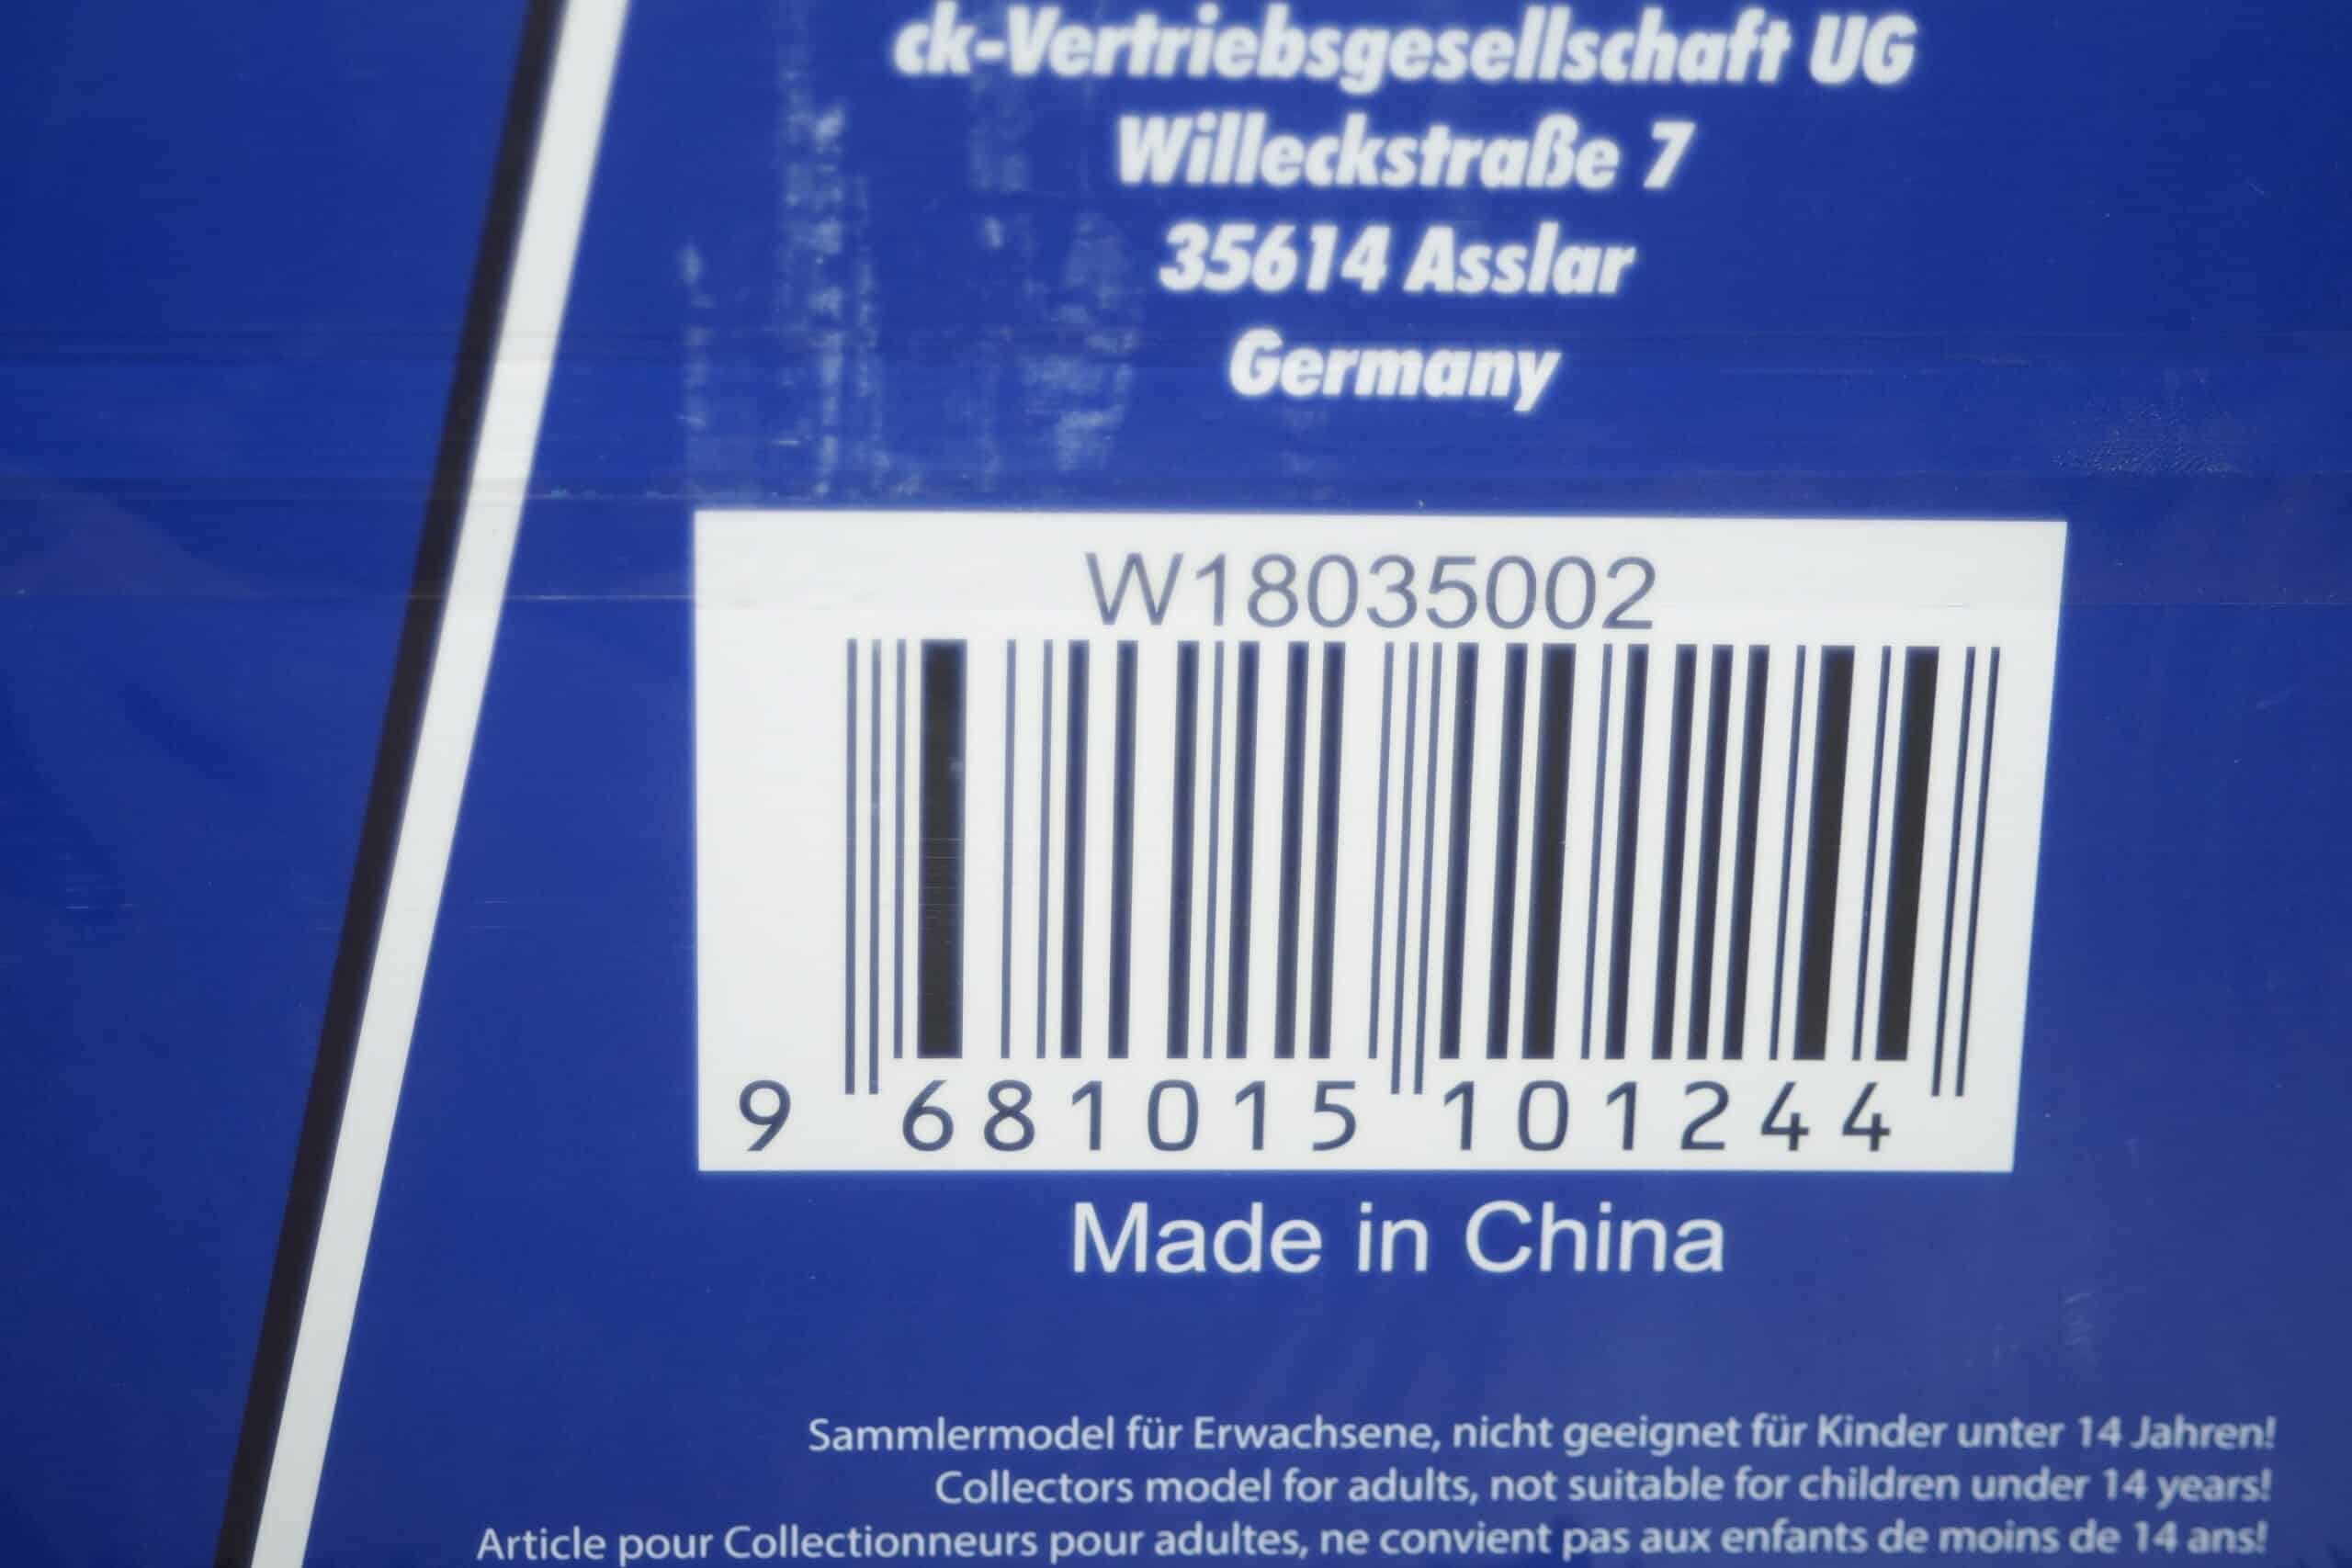 ck-Vertriebsgesellschaft UG
Willeckstraße 7
35614 Asslar
Germany
W18035002
9 681015 101244
Made in China
Sammlermodel für Erwachsene, nicht geeignet für Kinder unter 14 Jahren!
Collectors model for adults, not suitable for children under 14 years!
Article pour Collectionneurs pour adultes, ne convient pas aux enfants de moins de 14 ans!